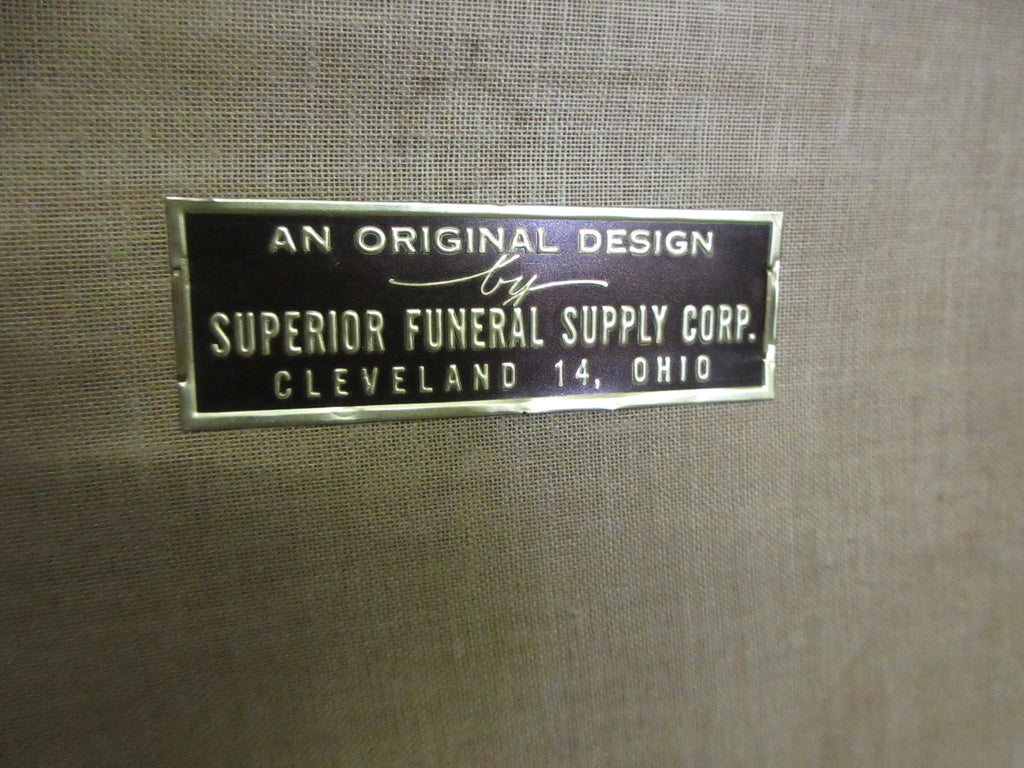 AN ORIGINAL DESIGN
by
SUPERIOR FUNERAL SUPPLY CORP.
CLEVELAND 14, OHIO